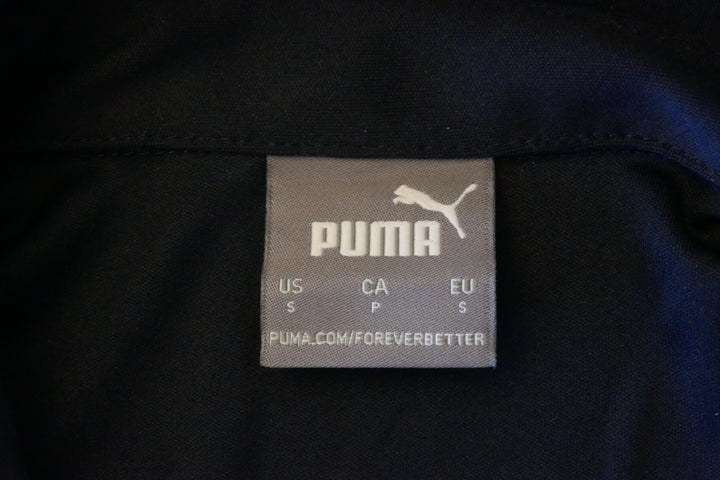 PUMA
US CA EU
S P S
PUMA.COM/FOREVERBETTER